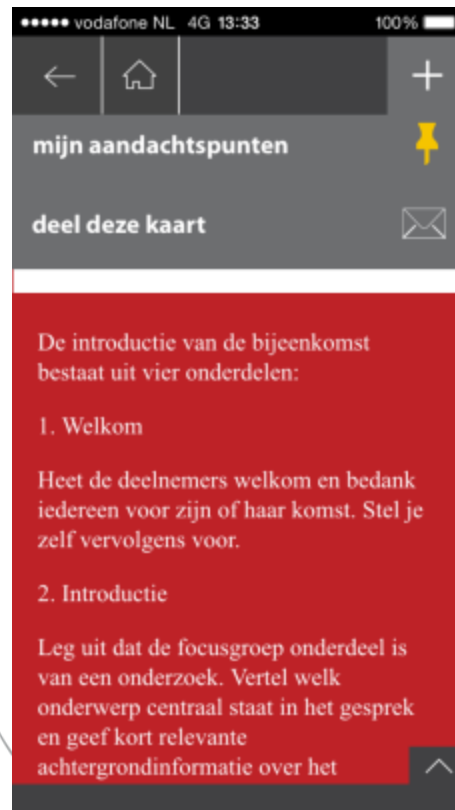 vodafone NL 4G 13:33 100%
mijn aandachtspunten
deel deze kaart
De introductie van de bijeenkomst
bestaat uit vier onderdelen:
1. Welkom
Heet de deelnemers welkom en bedank
iedereen voor zijn of haar komst. Stel je
zelf vervolgens voor.
2. Introductie
Leg uit dat de focusgroep onderdeel is
van een onderzoek. Vertel welk
onderwerp centraal staat in het gesprek
en geef kort relevante
achtergrondinformatie over het